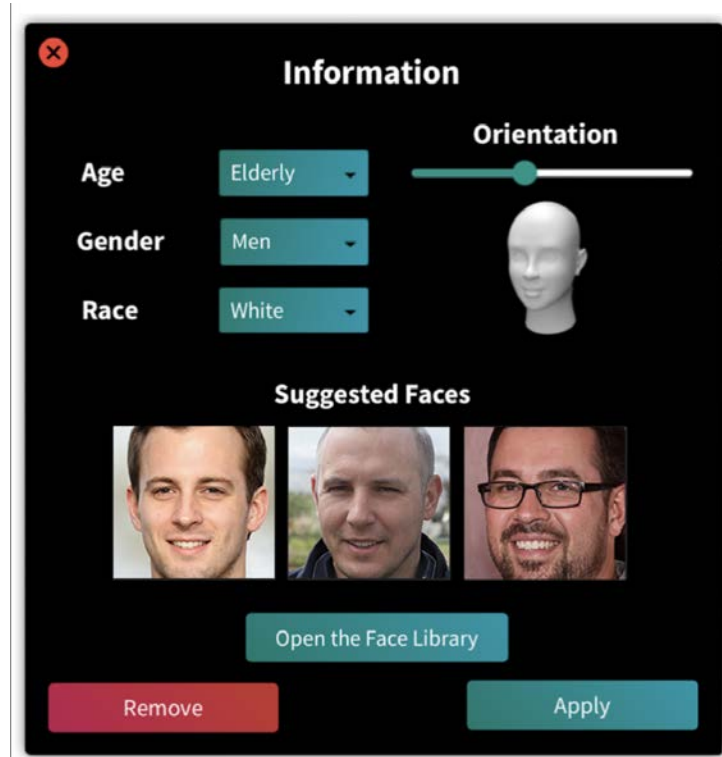 Information
Orientation
Age
Elderly
Gender
Men
Race
White
Suggested Faces
Open the Face Library
Remove
Apply